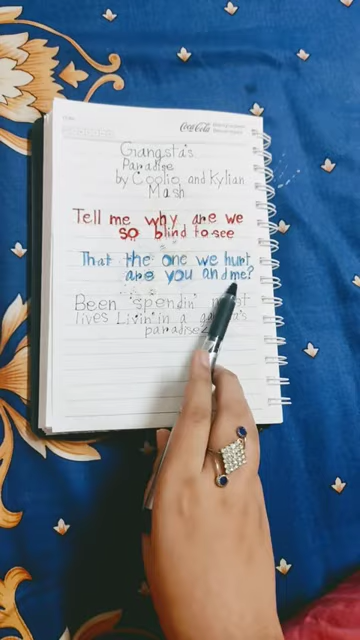 Coca-Cola
Gangsta's
Paradise
by Coolio and Kylian
Mash
Tell me why are we
so blind to see
That the one we hurt
are you and me?
Been spendin'
lives Livin' in a
paradise